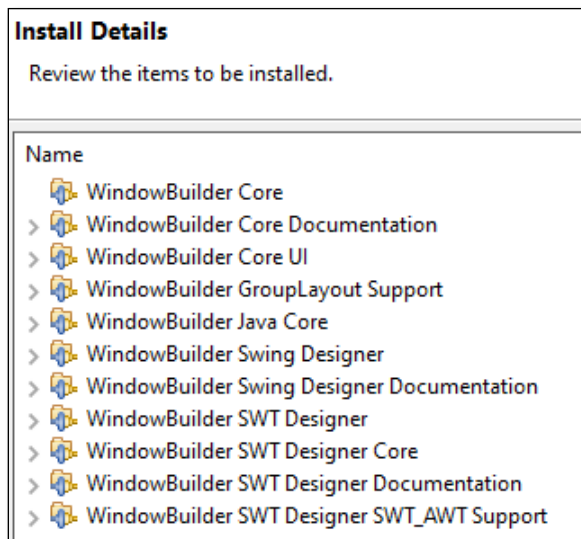 Install Details
Review the items to be installed.
Name
WindowBuilder Core
WindowBuilder Core Documentation
WindowBuilder Core UI
WindowBuilder GroupLayout Support
WindowBuilder Java Core
WindowBuilder Swing Designer
WindowBuilder Swing Designer Documentation
WindowBuilder SWT Designer
WindowBuilder SWT Designer Core
WindowBuilder SWT Designer Documentation
WindowBuilder SWT Designer SWT_AWT Support